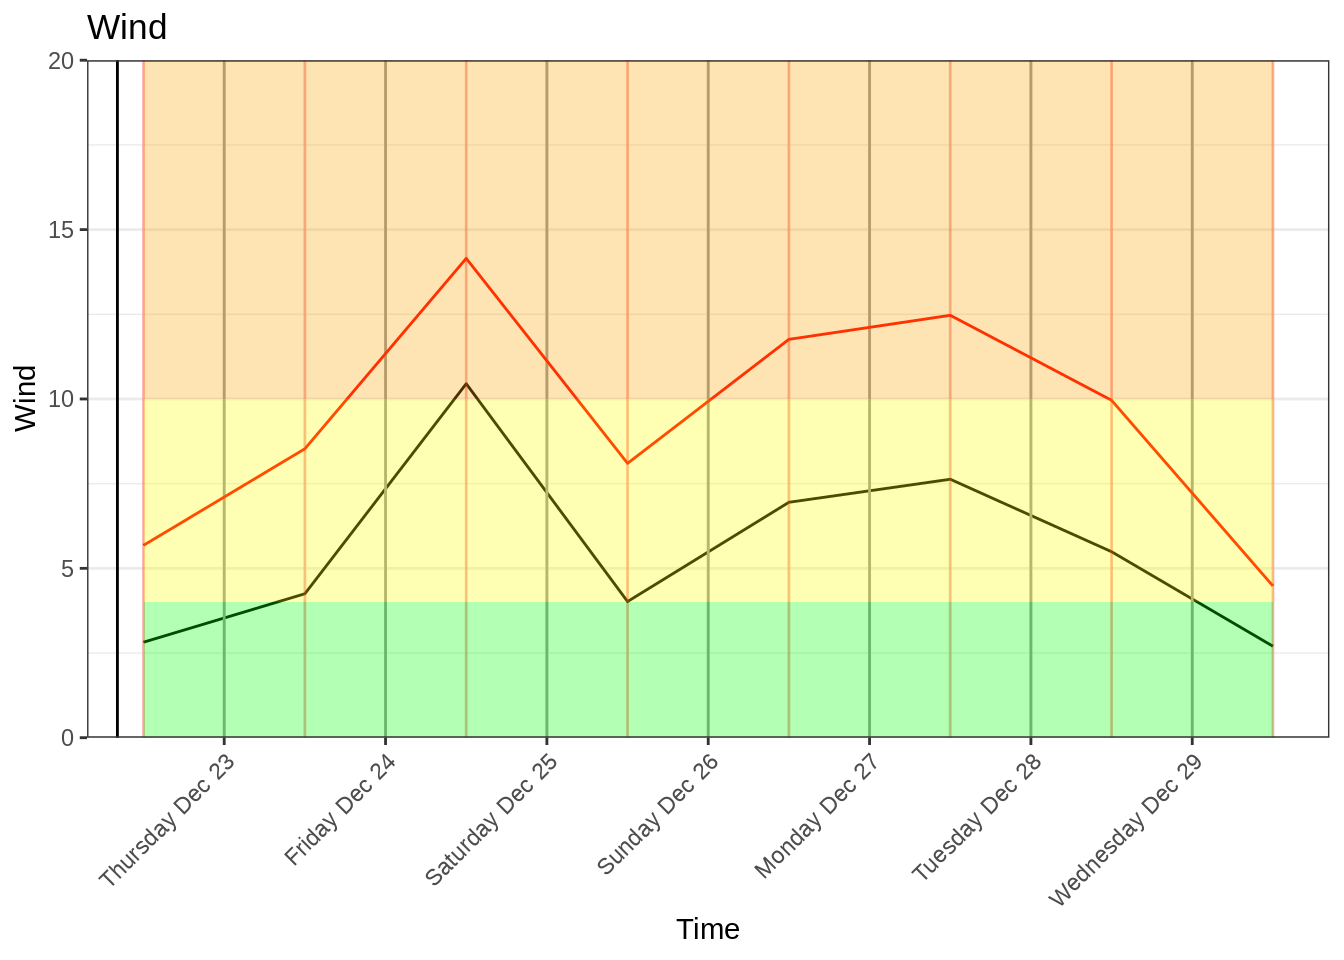 Wind
20
15
10
5
0
Wind
Thursday Dec 23
Friday Dec 24
Saturday Dec 25
Sunday Dec 26
Monday Dec 27
Tuesday Dec 28
Wednesday Dec 29
Time